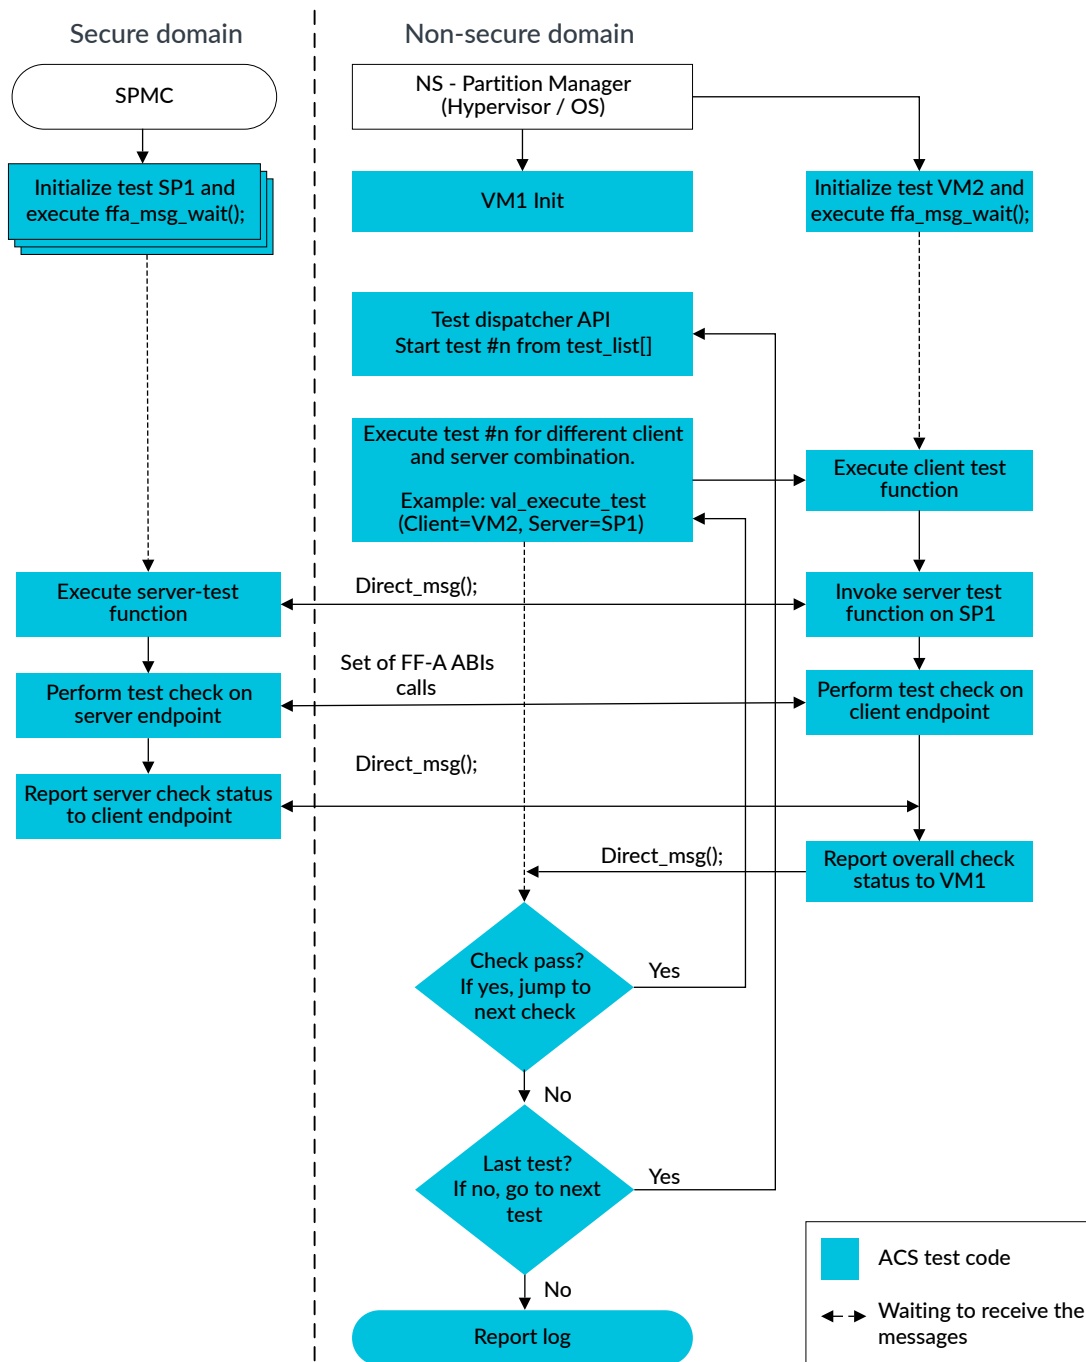 Secure domain
Non-secure domain
SPMC
NS - Partition Manager
(Hypervisor / OS)
Initialize test SP1 and
execute ffa_msg_wait();
VM1 Init
Initialize test VM2 and
execute ffa_msg_wait();
Test dispatcher API
Start test #n from test_list[]
Execute test #n for different client
and server combination.
Example: val_execute_test
(Client=VM2, Server=SP1)
Execute client test
function
Execute server-test
function
Direct_msg();
Invoke server test
function on SP1
Set of FF-A ABIs
calls
Perform test check on
server endpoint
Perform test check on
client endpoint
Direct_msg();
Report server check status
to client endpoint
Direct_msg();
Report overall check
status to VM1
Check pass?
If yes, jump to
next check
Yes
No
Last test?
If no, go to next
test
Yes
No
Report log
ACS test code
Waiting to receive the
messages